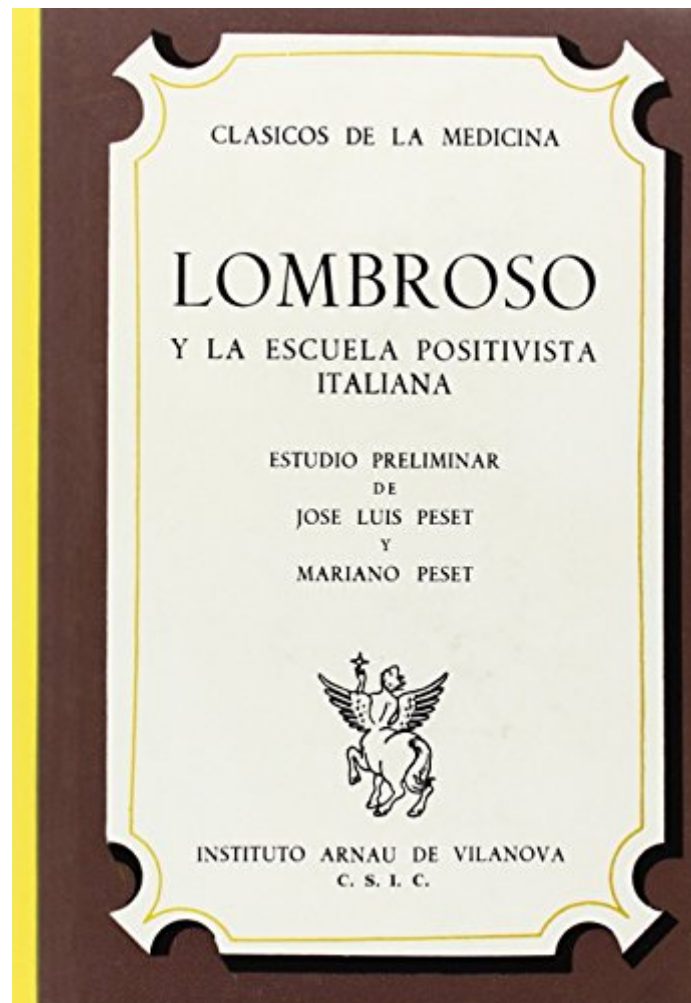 CLASICOS DE LA MEDICINA
LOMBROSO
Y LA ESCUELA POSITIVISTA
ITALIANA
ESTUDIO PRELIMINAR
DE
JOSE LUIS PESET
Y
MARIANO PESET
INSTITUTO ARNAU DE VILANOVA
C. S. I. C.